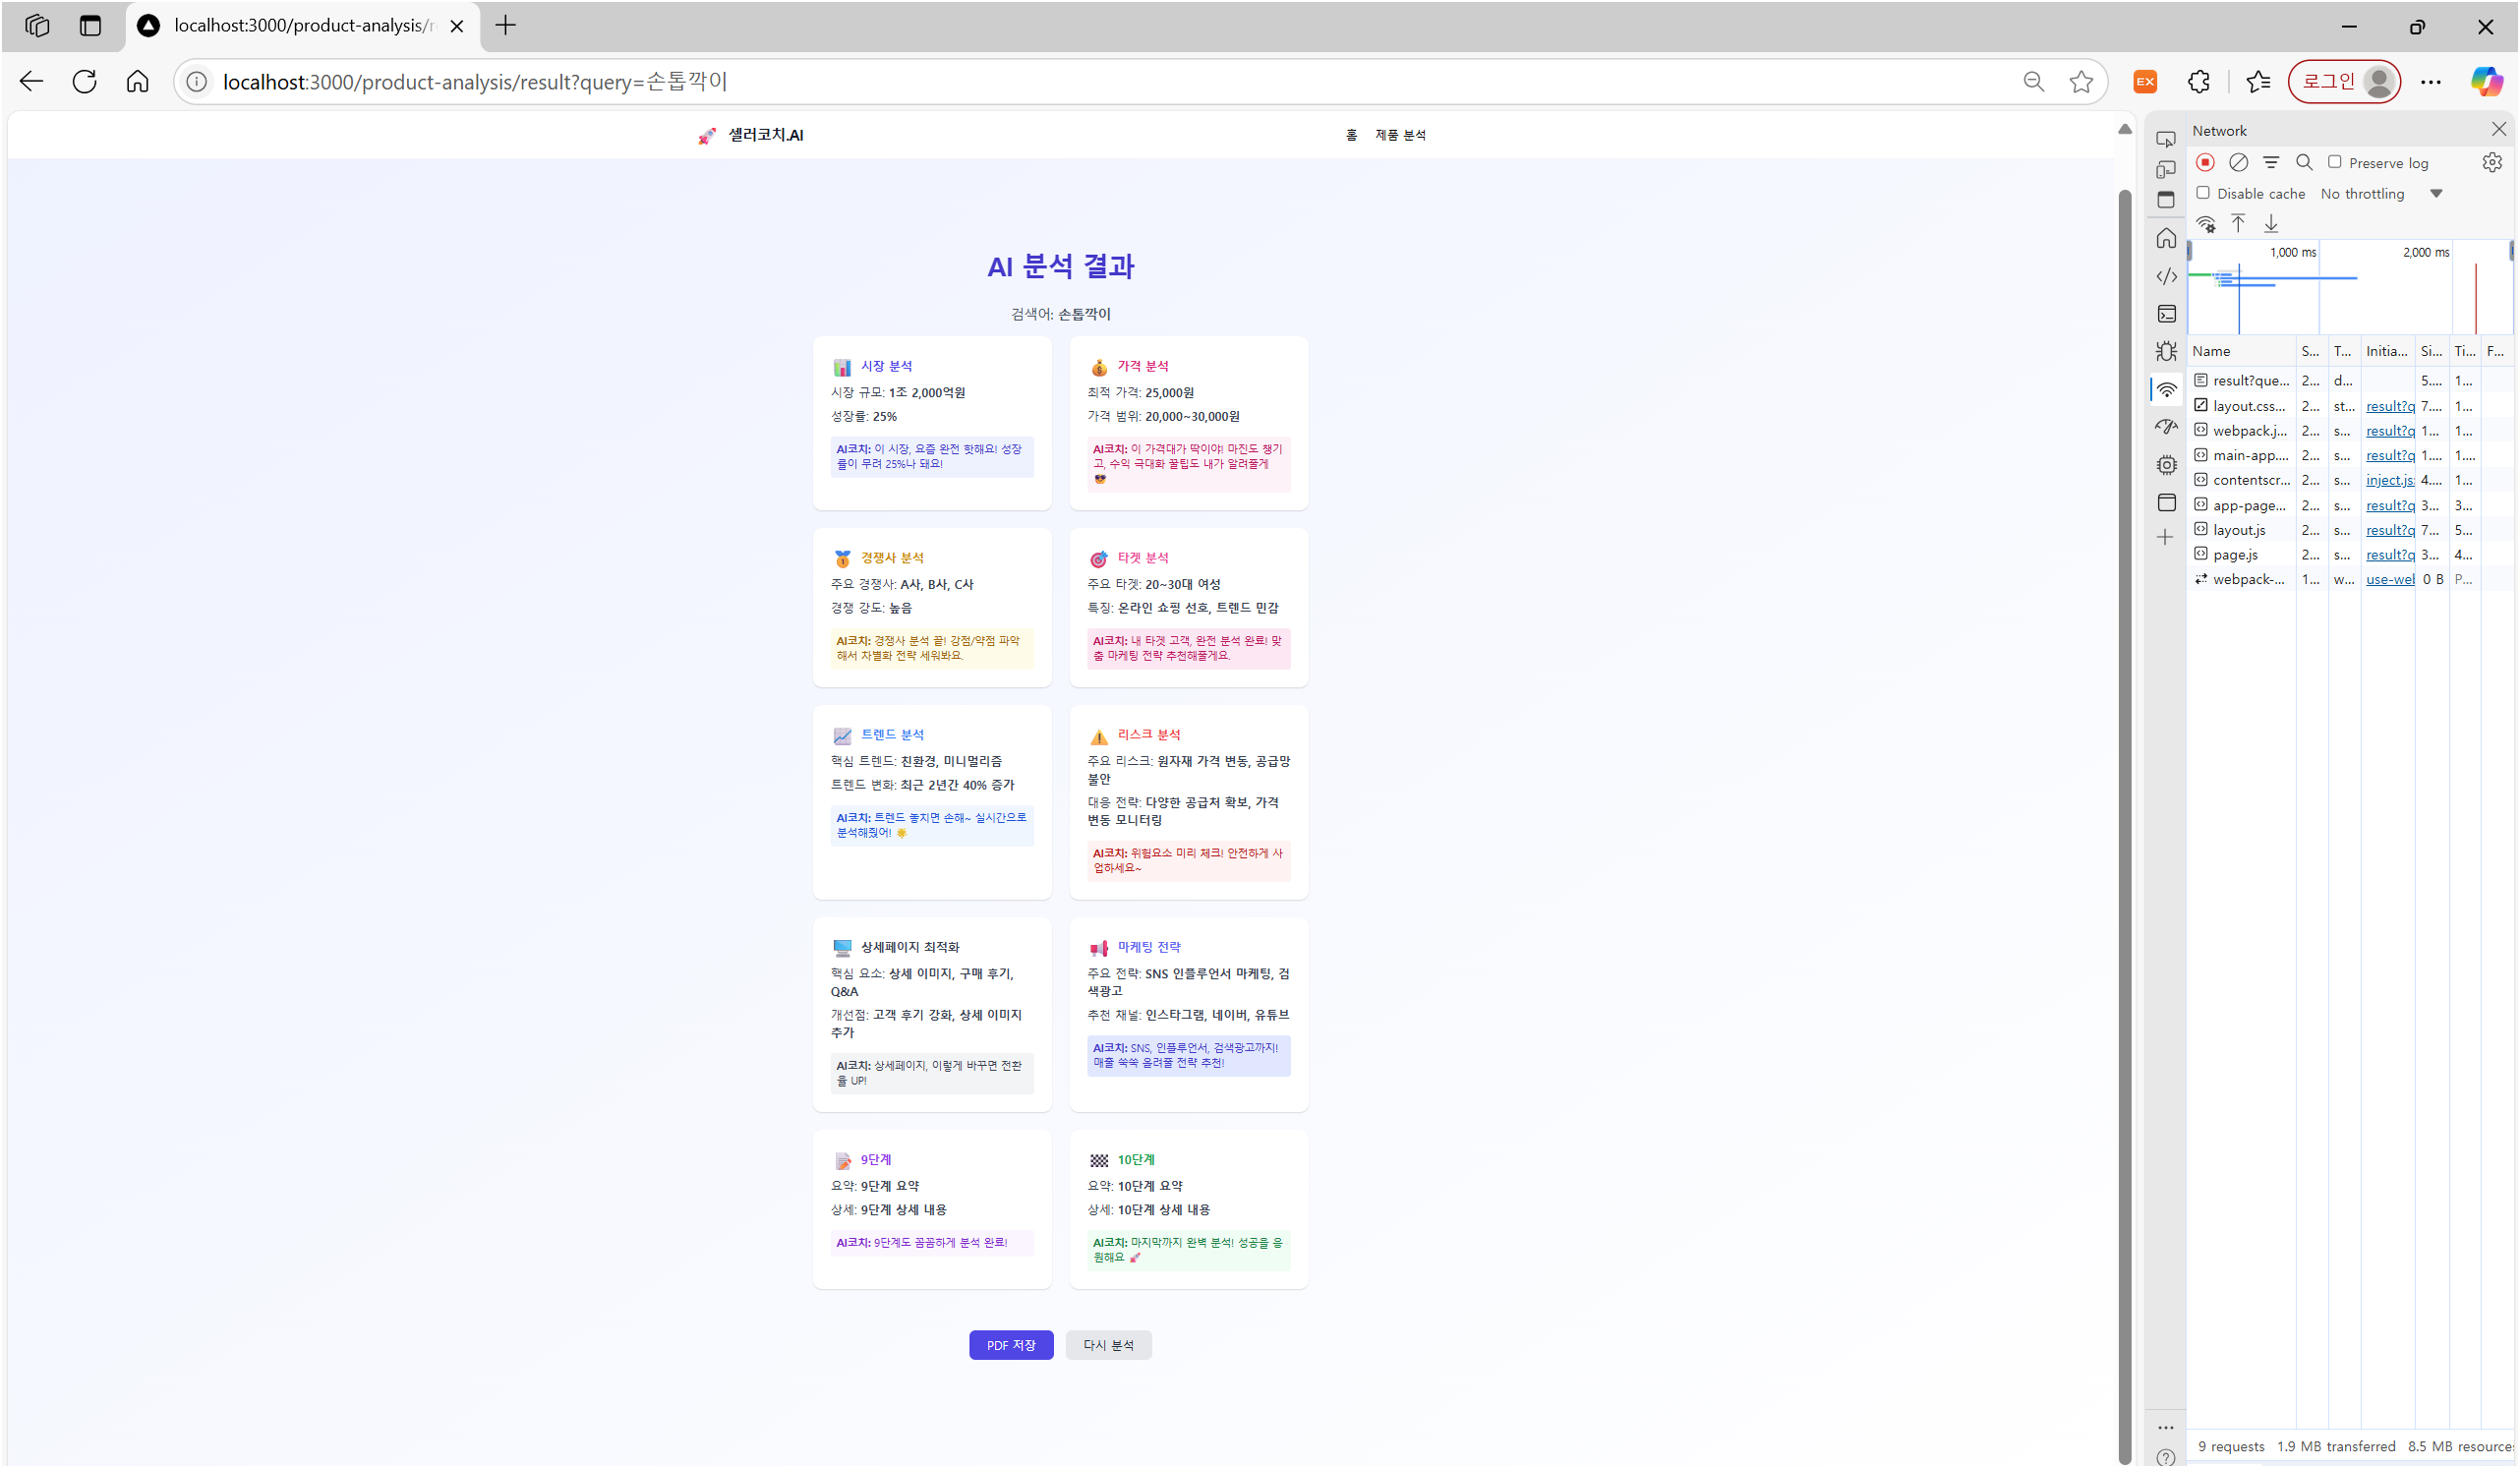 localhost:3000/product-analysis/r
localhost:3000/product-analysis/result?query=손톱깍이
EX
로그인
셀러코치.AI
홈
제품 분석
AI 분석 결과
검색어: 손톱깍이
시장 분석
시장 규모: 1조 2,000억원
성장률: 25%
AI코치: 이 시장, 요즘 완전 핫해요! 성장
률이 무려 25%나 돼요!
가격 분석
최적 가격: 25,000원
가격 범위: 20,000~30,000원
AI코치: 이 가격대가 딱이야! 마진도 챙기
고, 수익 극대화 꿀팁도 내가 알려줄게
😎
경쟁사 분석
주요 경쟁사: A사, B사, C사
경쟁 강도: 높음
AI코치: 경쟁사 분석 끝! 강점/약점 파악
해서 차별화 전략 세워봐요.
타겟 분석
주요 타겟: 20~30대 여성
특징: 온라인 쇼핑 선호, 트렌드 민감
AI코치: 내 타겟 고객, 완전 분석 완료! 맞
춤 마케팅 전략 추천해줄게요.
트렌드 분석
핵심 트렌드: 친환경, 미니멀리즘
트렌드 변화: 최근 2년간 40% 증가
AI코치: 트렌드 놓치면 손해~ 실시간으로
분석해줬어! 🌟
리스크 분석
주요 리스크: 원자재 가격 변동, 공급망
불안
대응 전략: 다양한 공급처 확보, 가격
변동 모니터링
AI코치: 위험요소 미리 체크! 안전하게 사
업하세요~
상세페이지 최적화
핵심 요소: 상세 이미지, 구매 후기,
Q&A
개선점: 고객 후기 강화, 상세 이미지
추가
AI코치: 상세페이지, 이렇게 바꾸면 전환
율 UP!
마케팅 전략
주요 전략: SNS 인플루언서 마케팅, 검
색광고
추천 채널: 인스타그램, 네이버, 유튜브
AI코치: SNS, 인플루언서, 검색광고까지!
매출 쑥쑥 올려줄 전략 추천!
9단계
요약: 9단계 요약
상세: 9단계 상세 내용
AI코치: 9단계도 꼼꼼하게 분석 완료!
10단계
요약: 10단계 요약
상세: 10단계 상세 내용
AI코치: 마지막까지 완벽 분석! 성공을 응
원해요 🚀
PDF 저장
다시 분석
Network
Preserve log
Disable cache No throttling
1,000 ms 2,000 ms
Name S... T... Initia... Si... Ti... F...
result?que... 2... d... 5.... 1...
layout.css... 2... st... result?q 7.... 1...
webpack.j... 2... s... result?q 1... 1...
main-app.... 2... s... result?q 1.... 1....
contentscr... 2... s... inject.js: 4.... 1...
app-page... 2... s... result?q 3... 3...
layout.js 2... s... result?q 7... 5...
page.js 2... s... result?q 3... 4...
webpack-... 1... w... use-web 0 B P...
9 requests 1.9 MB transferred 8.5 MB resources